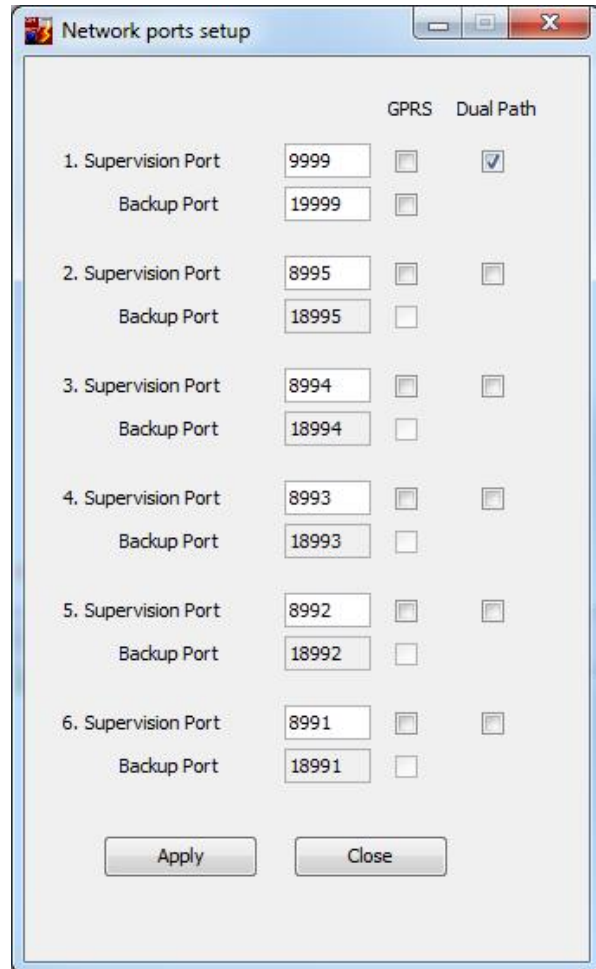 Network ports setup
GPRS Dual Path
1. Supervision Port 9999
Backup Port 19999
2. Supervision Port 8995
Backup Port 18995
3. Supervision Port 8994
Backup Port 18994
4. Supervision Port 8993
Backup Port 18993
5. Supervision Port 8992
Backup Port 18992
6. Supervision Port 8991
Backup Port 18991
Apply Close